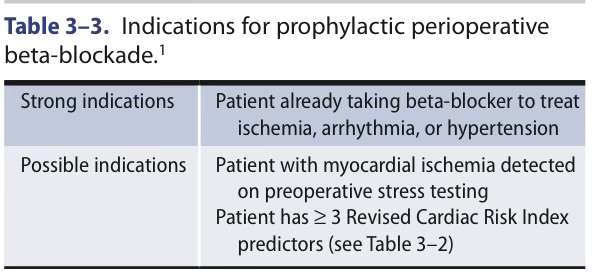 Table 3–3. Indications for prophylactic perioperative
beta-blockade.¹
Strong indications
Patient already taking beta-blocker to treat
ischemia, arrhythmia, or hypertension
Possible indications
Patient with myocardial ischemia detected
on preoperative stress testing
Patient has ≥ 3 Revised Cardiac Risk Index
predictors (see Table 3–2)